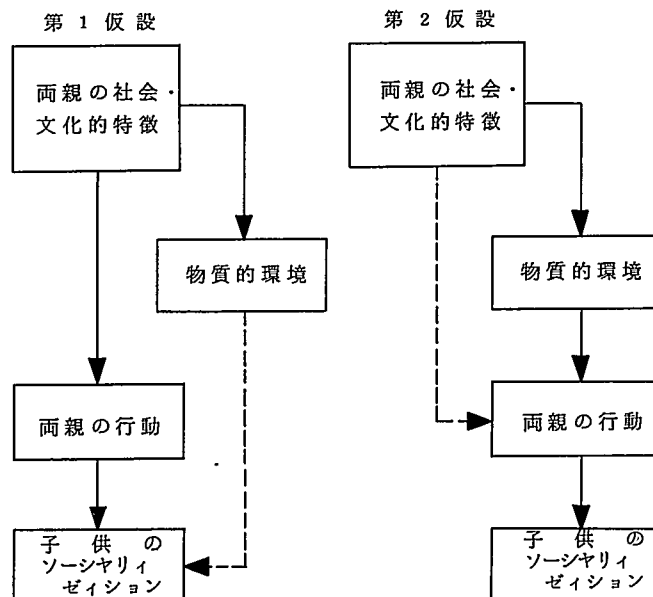 第1仮設
両親の社会・
文化的特徴
物質的環境
両親の行動
子供の
ソーシヤリィ
ゼィション
第2仮設
両親の社会・
文化的特徴
物質的環境
両親の行動
子供の
ソーシヤリィ
ゼィション